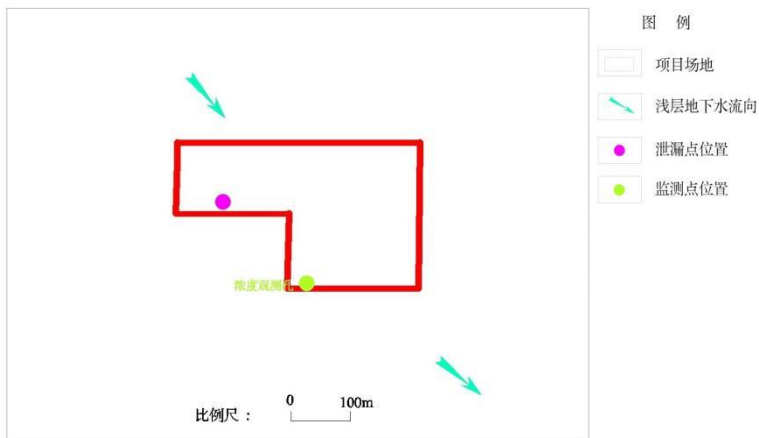 图 例
项目场地
浅层地下水流向
泄漏点位置
监测点位置
浓度观测孔
0 100m
比例尺：